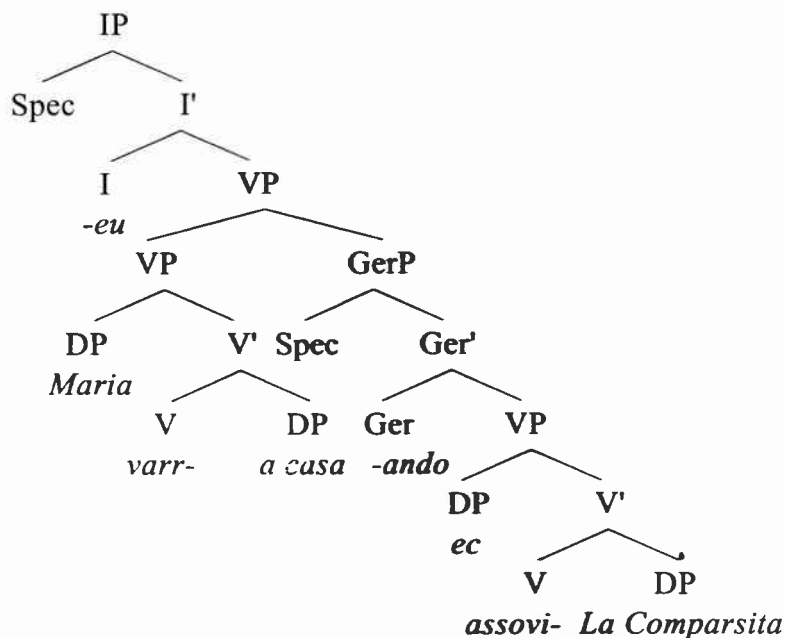 IP
Spec I'
I VP
-eu
VP GerP
DP V' Spec Ger'
Maria
V DP Ger VP
varr- a casa -ando
DP V'
ec
V DP
assovi- La Comparsita